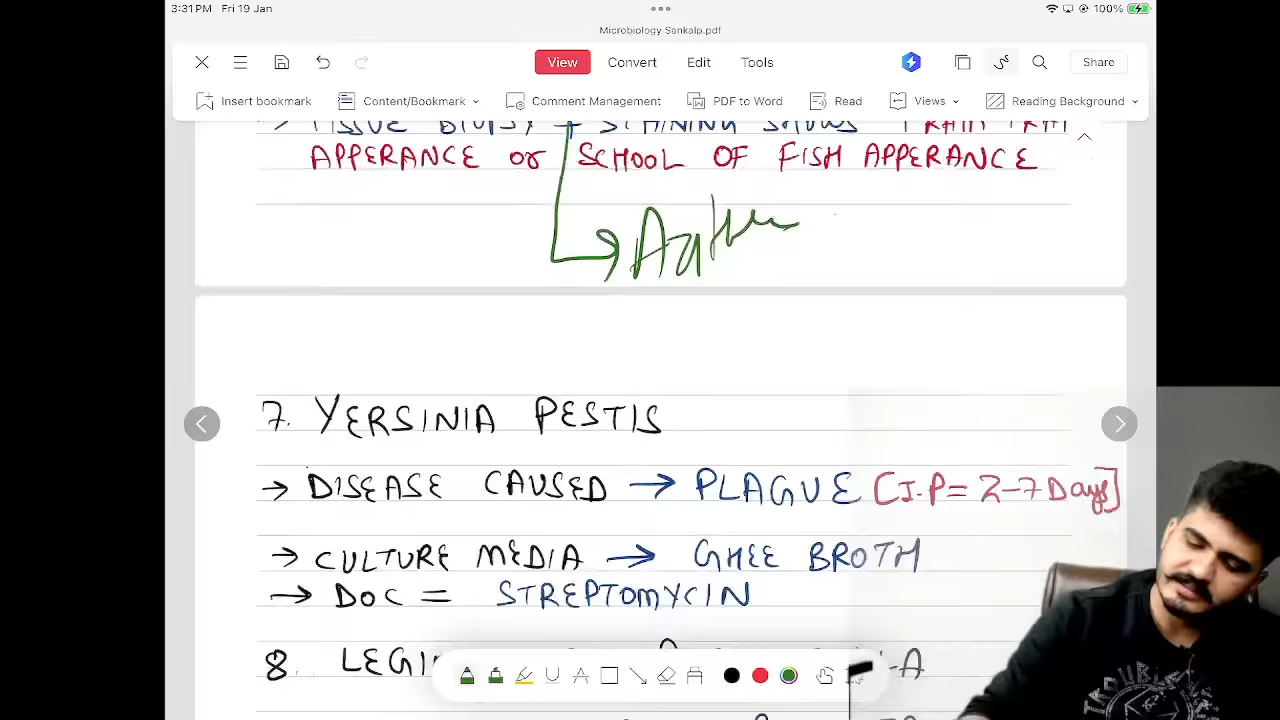 3:31 PM Fri 19 Jan
100%
Microbiology Sankalp.pdf
View Convert Edit Tools Share
Insert bookmark Content/Bookmark Comment Management PDF to Word Read Views Reading Background
APPERANCE or SCHOOL OF FISH APPERANCE
7. YERSINIA PESTIS
→ DISEASE CAUSED → PLAGUE [I.P = 2-7 Days]
→ CULTURE MEDIA → GHEE BROTH
→ DOC = STREPTOMYCIN
8.